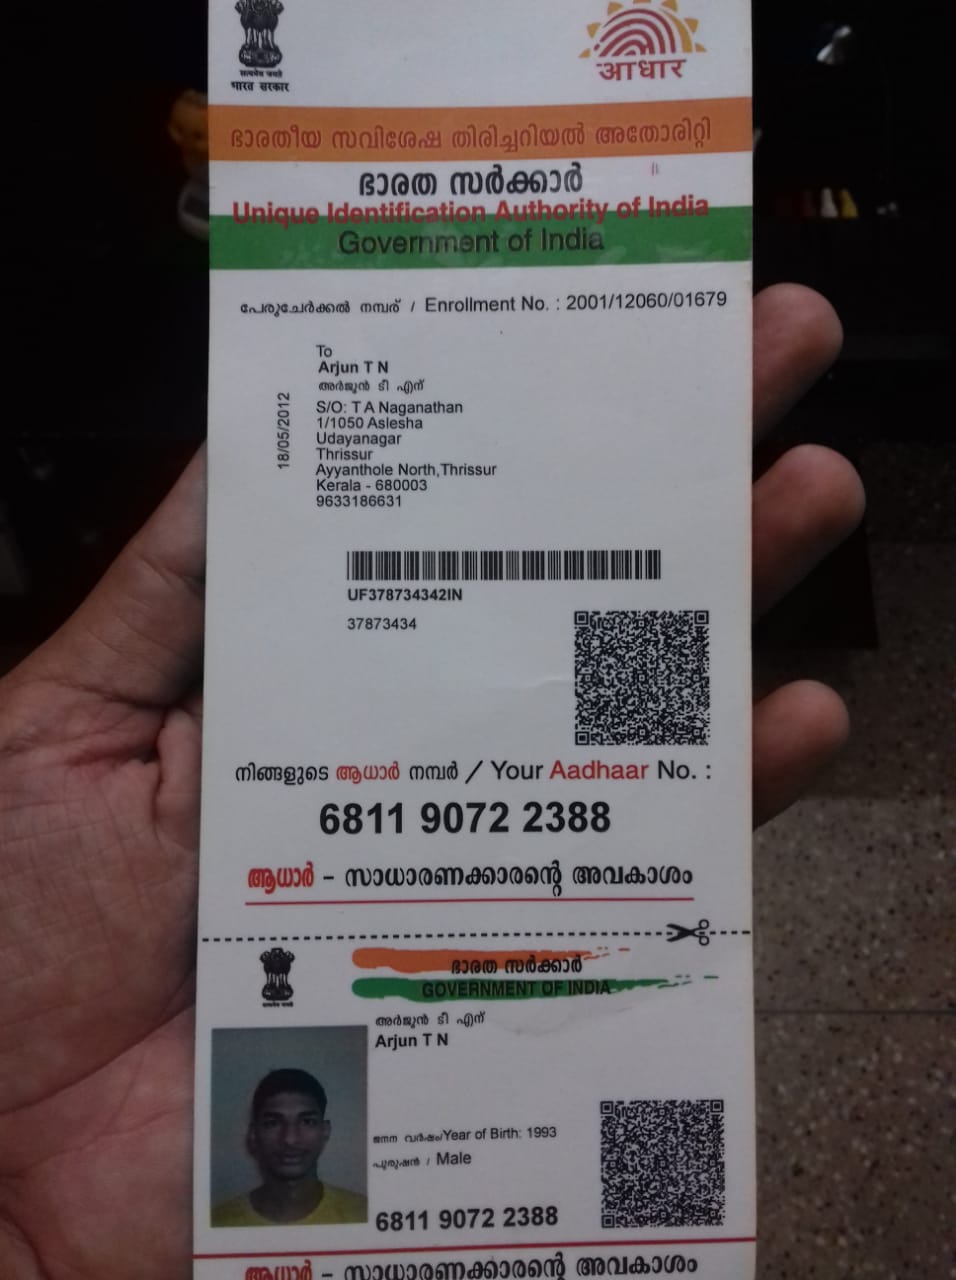 सत्यमेव जयते
भारत सरकार
आधार
ഭാരതീയ സവിശേഷ തിരിച്ചറിയൽ അതോറിറ്റി
ഭാരത സർക്കാർ
Unique Identification Authority of India
Government of India
പേരുചേർക്കൽ നമ്പര് / Enrollment No. : 2001/12060/01679
To
Arjun T N
അർജുൻ ടി എന്
18/05/2012
S/O: T A Naganathan
1/1050 Aslesha
Udayanagar
Thrissur
Ayyanthole North,Thrissur
Kerala - 680003
9633186631
UF378734342IN
37873434
നിങ്ങളുടെ ആധാർ നമ്പർ / Your Aadhaar No. :
6811 9072 2388
ആധാർ – സാധാരണക്കാരന്റെ അവകാശം
ഭാരത സർക്കാർ
GOVERNMENT OF INDIA
അർജുൻ ടി എന്
Arjun T N
ജനന വർഷം/Year of Birth: 1993
പുരുഷൻ / Male
6811 9072 2388
ആധാർ – സാധാരണക്കാരന്റെ അവകാശം